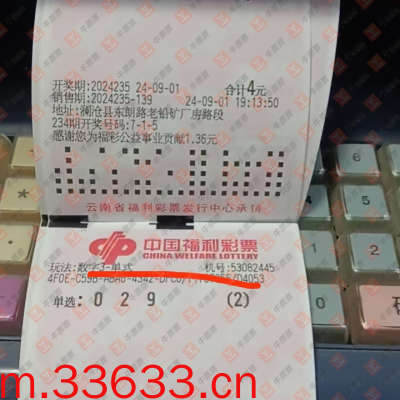 开奖期:2024235 24-09-01 合计4元
销售期:2024235-139 24-09-01 19:13:50
地址:澜沧县东朗路老铅矿厂房路段
234期开奖号码:7-1-5
感谢您为福彩公益事业贡献1.36元
云南省福利彩票发行中心承销
中国福利彩票
CHINA WELFARE LOTTERY
玩法:数字3-单式 机号:53082445
单选: 0 2 9 (2)
m.33633.cn
6
*